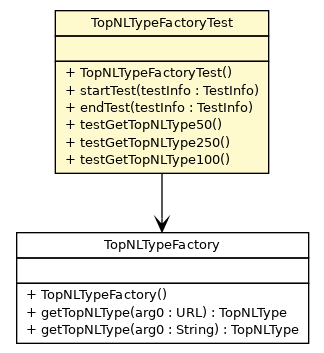 TopNLTypeFactoryTest
+ TopNLTypeFactoryTest()
+ startTest(testInfo : TestInfo)
+ endTest(testInfo : TestInfo)
+ testGetTopNLType50()
+ testGetTopNLType250()
+ testGetTopNLType100()
TopNLTypeFactory
+ TopNLTypeFactory()
+ getTopNLType(arg0 : URL) : TopNLType
+ getTopNLType(arg0 : String) : TopNLType